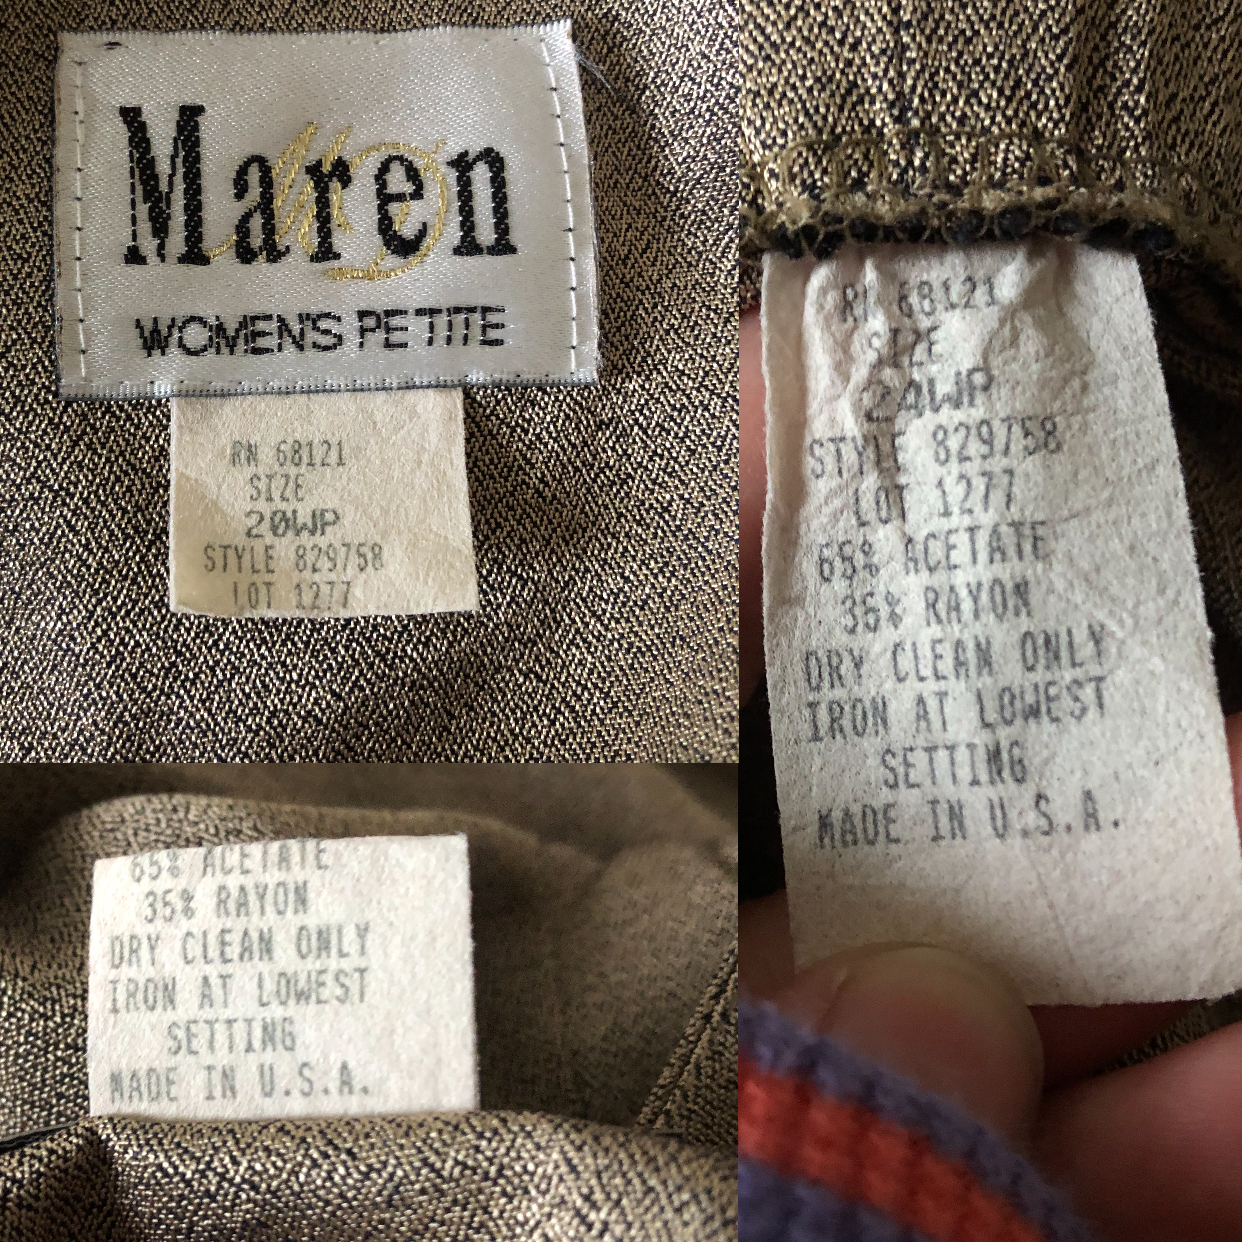 Maren
WOMEN'S PETITE
RN 68121
SIZE
20WP
STYLE 829758
LOT 1277
65% ACETATE
35% RAYON
DRY CLEAN ONLY
IRON AT LOWEST
SETTING
MADE IN U.S.A.
RN 68121
SIZE
20WP
STYLE 829758
LOT 1277
65% ACETATE
35% RAYON
DRY CLEAN ONLY
IRON AT LOWEST
SETTING
MADE IN U.S.A.